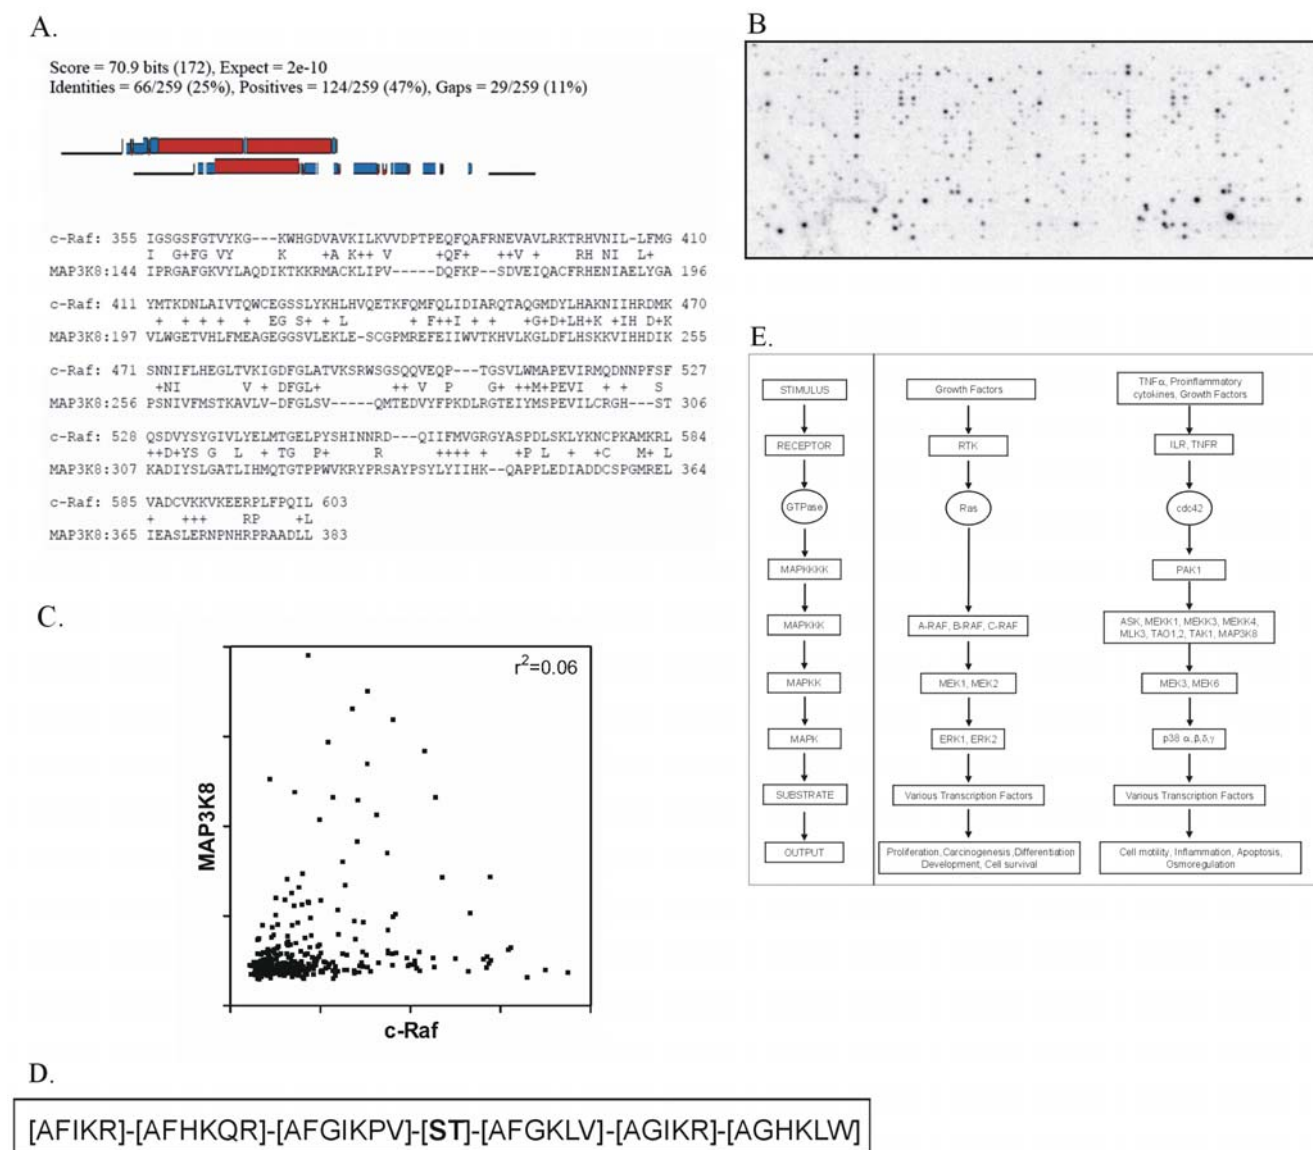 A.
Score = 70.9 bits (172), Expect = 2e-10
Identities = 66/259 (25%), Positives = 124/259 (47%), Gaps = 29/259 (11%)
c-Raf: 355 IGSGSFGTVYKG---KWHGDVAVKILKVVDPTPEQFQAFRNEVAVLRKTRHVNIL-LFMG 410
I G+FG VY K +A K++ V +QF+ ++V + RH NI L+
MAP3K8:144 IPRGAFGKVYLAQDIKTKKRMACKLIPV-----DQFKP--SDVEIQACFRHENIAELYGA 196
c-Raf: 411 YMTKDNLAIVTQWCEGSSLYKHLHVQETKFQMFQLIDIARQTAQGMDYLHAKNIIHRDMK 470
+ + + + + EG S+ + L + F++I + + +G+D+LH+K +IH D+K
MAP3K8:197 VLWGETVHLFMEAGEGGSVLEKLE-SCGPMREFEIIWVTKHVLKGLDFLHSKKVIHHDIK 255
c-Raf: 471 SNNIFLHEGLTVKIGDFGLATVKSRWSGSQQVEQP---TGSVLWMAPEVIRMQDNNPFSF 527
+NI V + DFGL+ ++ V P G+ ++M+PEVI + S
MAP3K8:256 PSNIVFMSTKAVLV-DFGLSV-----QMTEDVYFPKDLRGTEIYMSPEVILCRGH---ST 306
c-Raf: 528 QSDVYSYGIVLYELMTGELPYSHINNRD---QIIFMVGRGYASPDLSKLYKNCPKAMKRL 584
++D+YS G L + TG P+ + ++++ + + P L + +C M+ L
MAP3K8:307 KADIYSLGATLIHMQTGTPPWVKRYPRSAYPSYLYIIHK--QAPPLEDIADDCSPGMREL 364
c-Raf: 585 VADCVKKVKEERPLFPQIL 603
+ +++ RP +L
MAP3K8:365 IEASLERNPNHRPRAADLL 383
B
C.
r²=0.06
MAP3K8
c-Raf
D.
[AFIKR]-[AFHKQR]-[AFGIKPV]-[ST]-[AFGKLV]-[AGIKR]-[AGHKLW]
E.
STIMULUS
RECEPTOR
GTPase
MAPKKKK
MAPKKK
MAPKK
MAPK
SUBSTRATE
OUTPUT
Growth Factors
RTK
Ras
A-RAF, B-RAF, C-RAF
MEK1, MEK2
ERK1, ERK2
Various Transcription Factors
Proliferation, Carcinogenesis ,Differentiation
Development, Cell survival
TNFα, Proinflammatory
cytokines, Growth Factors
ILR, TNFR
cdc42
PAK1
ASK, MEKK1, MEKK3, MEKK4,
MLK3, TAO1,2, TAK1, MAP3K8
MEK3, MEK6
p38 α,β,δ,γ
Various Transcription Factors
Cell motility, Inflammation, Apoptosis,
Osmoregulation